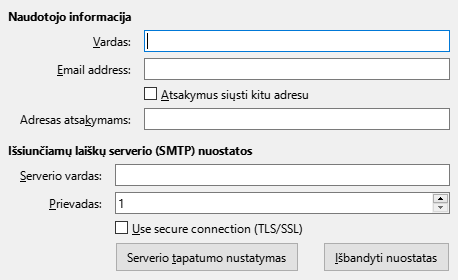 Naudotojo informacija
Vardas:
Email address:
Atsakymus siųsti kitu adresu
Adresas atsakymams:
Išsiunčiamų laiškų serverio (SMTP) nuostatos
Serverio vardas:
Prievadas: 1
Use secure connection (TLS/SSL)
Serverio tapatumo nustatymas Išbandyti nuostatas